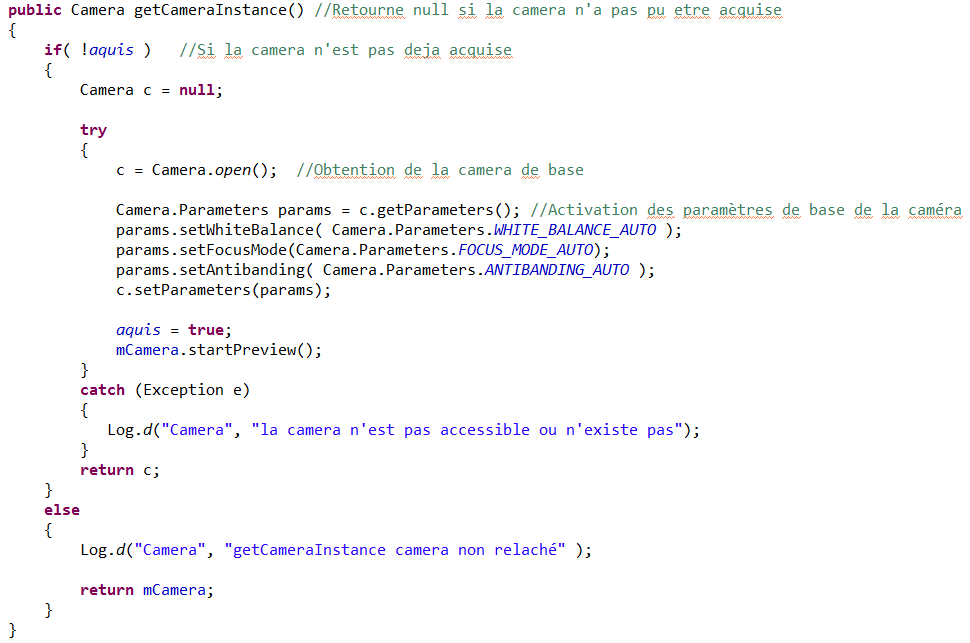 public Camera getCameraInstance() //Retourne null si la camera n'a pas pu etre acquise
{
if( !aquis ) //Si la camera n'est pas deja acquise
{
Camera c = null;
try
{
c = Camera.open(); //Obtention de la camera de base
Camera.Parameters params = c.getParameters(); //Activation des paramètres de base de la caméra
params.setWhiteBalance( Camera.Parameters.WHITE_BALANCE_AUTO );
params.setFocusMode(Camera.Parameters.FOCUS_MODE_AUTO);
params.setAntibanding( Camera.Parameters.ANTIBANDING_AUTO );
c.setParameters(params);
aquis = true;
mCamera.startPreview();
}
catch (Exception e)
{
Log.d("Camera", "la camera n'est pas accessible ou n'existe pas");
}
return c;
}
else
{
Log.d("Camera", "getCameraInstance camera non relaché" );
return mCamera;
}
}